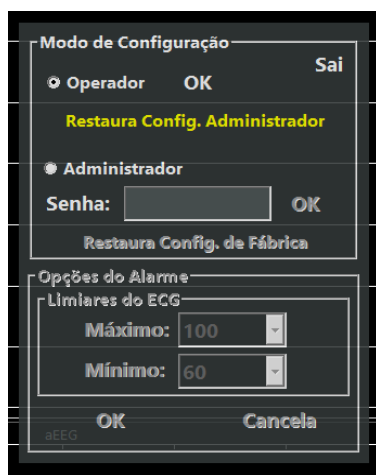 Modo de Configuração
Sai
Operador OK
Restaura Config. Administrador
Administrador
Senha: OK
Restaura Config. de Fábrica
Opções do Alarme
Limiares do ECG
Máximo: 100
Mínimo: 60
OK Cancela
aEEG